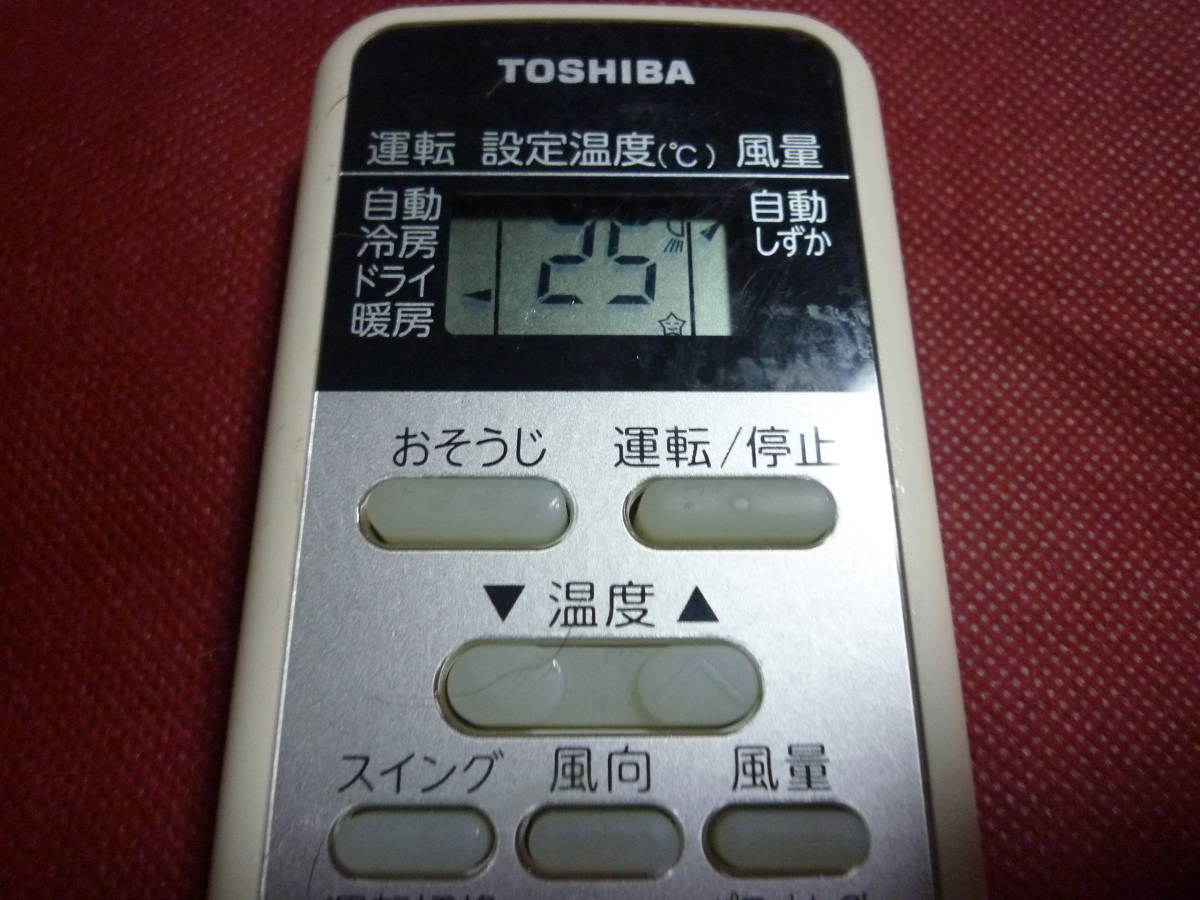 TOSHIBA
運転 設定温度(℃) 風量
自動 自動
冷房 しずか
ドライ
暖房
25
おそうじ 運転/停止
▼ 温度 ▲
スイング 風向 風量